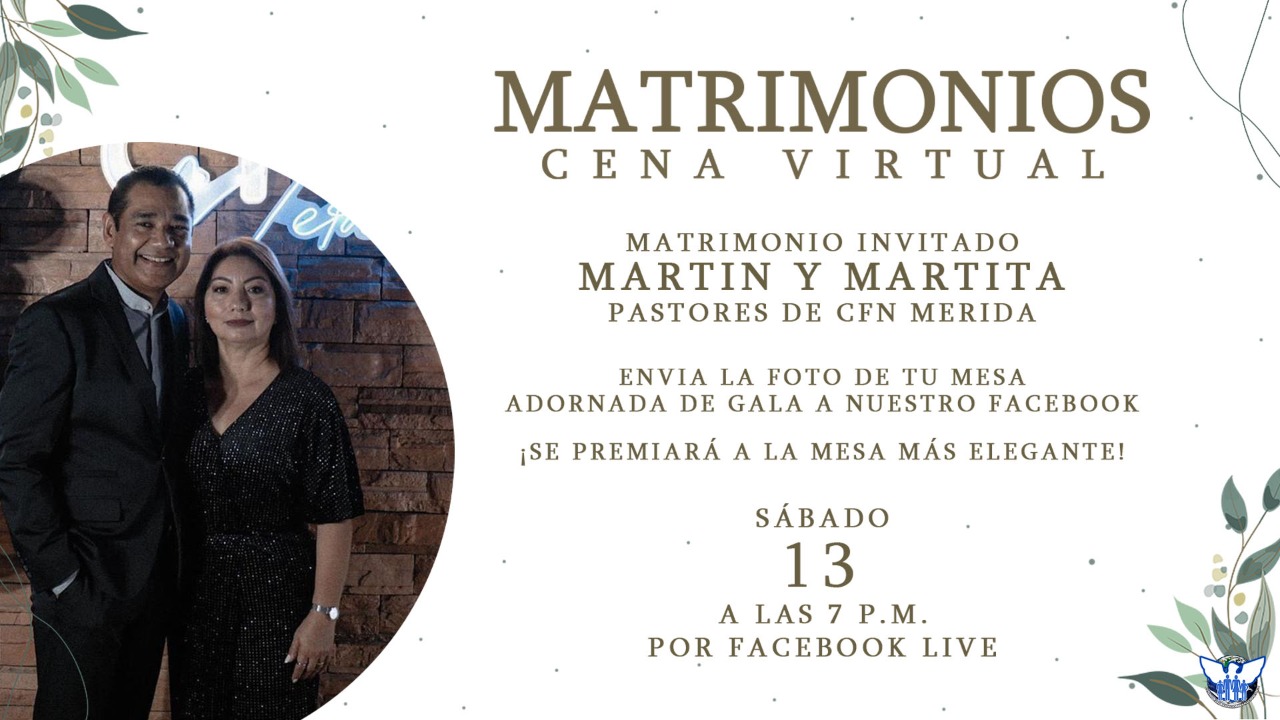 MATRIMONIOS
CENA VIRTUAL
MATRIMONIO INVITADO
MARTIN Y MARTITA
PASTORES DE CFN MERIDA
ENVIA LA FOTO DE TU MESA
ADORNADA DE GALA A NUESTRO FACEBOOK
¡SE PREMIARÁ A LA MESA MÁS ELEGANTE!
SÁBADO
13
A LAS 7 P.M.
POR FACEBOOK LIVE